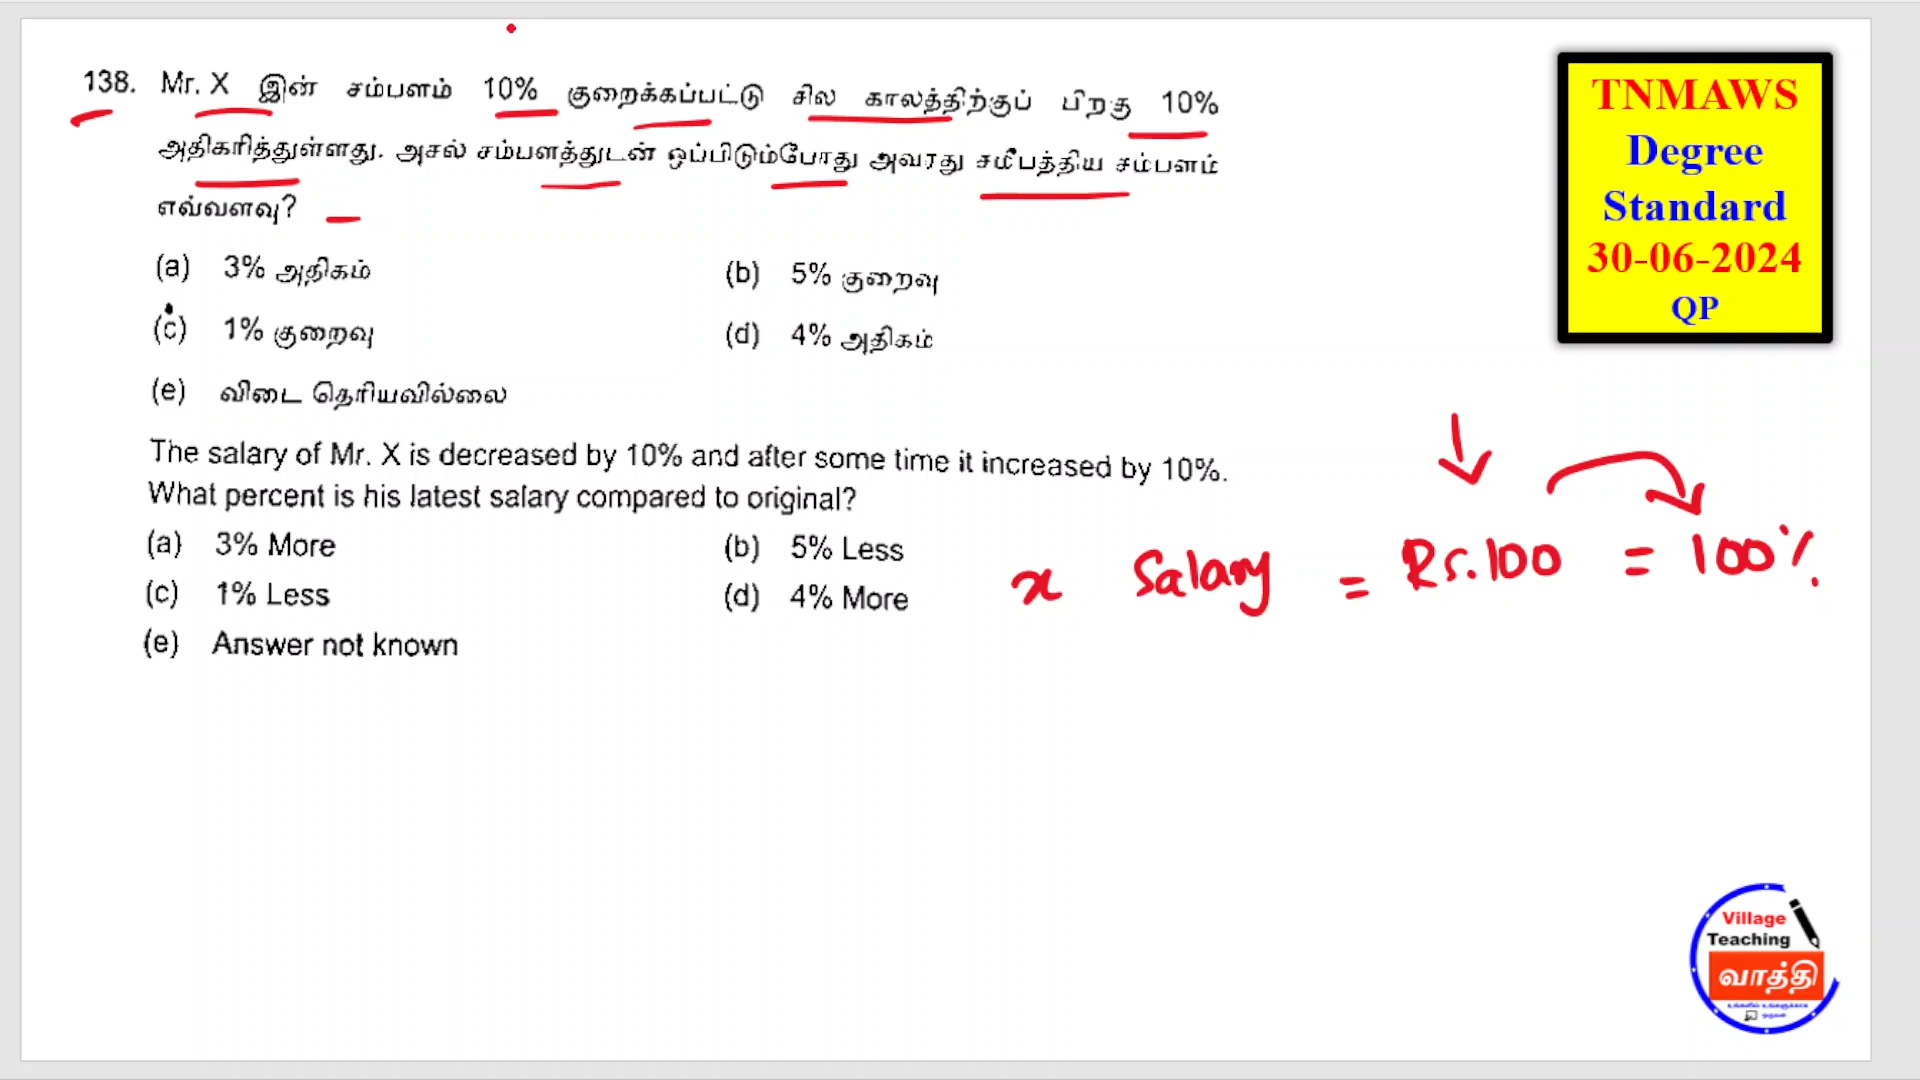 138. Mr. X இன் சம்பளம் 10% குறைக்கப்பட்டு சில காலத்திற்குப் பிறகு 10%
அதிகரித்துள்ளது. அசல் சம்பளத்துடன் ஒப்பிடும்போது அவரது சமீபத்திய சம்பளம்
எவ்வளவு?
(a) 3% அதிகம் (b) 5% குறைவு
(c) 1% குறைவு (d) 4% அதிகம்
(e) விடை தெரியவில்லை
The salary of Mr. X is decreased by 10% and after some time it increased by 10%.
What percent is his latest salary compared to original?
(a) 3% More (b) 5% Less
(c) 1% Less (d) 4% More
(e) Answer not known
x Salary = Rs.100 = 100%
TNMAWS
Degree
Standard
30-06-2024
QP
Village
Teaching
வாத்தி